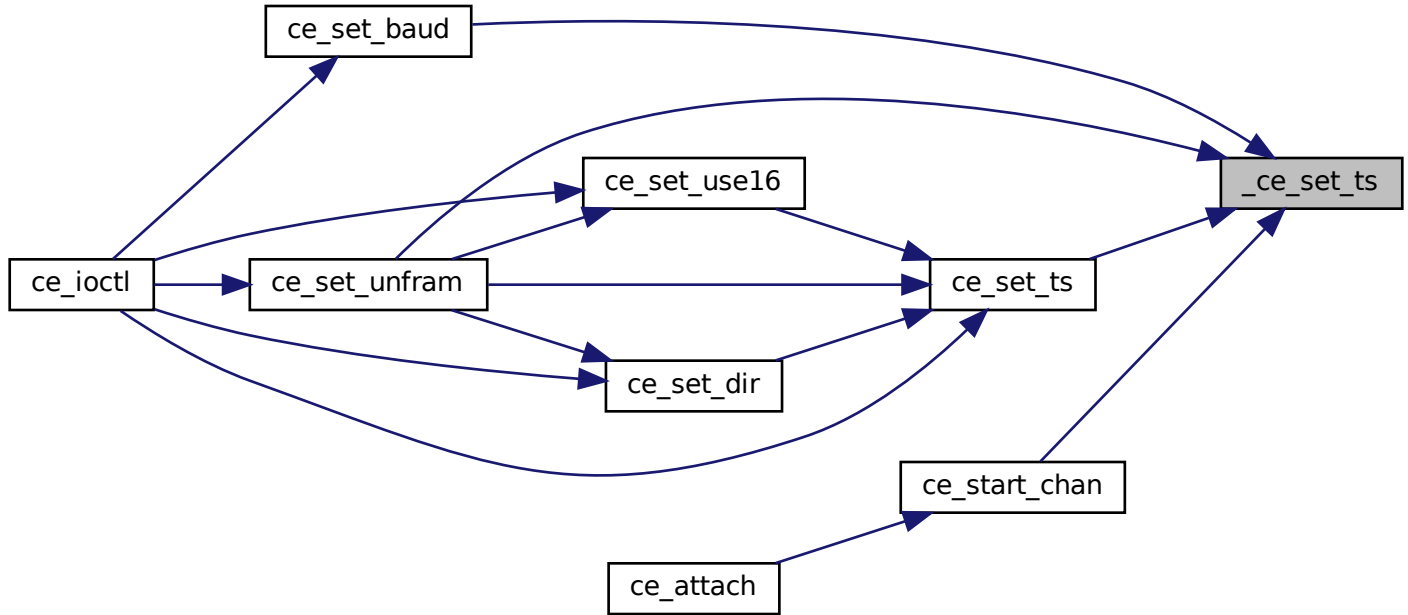 ce_set_baud
ce_set_use16
_ce_set_ts
ce_ioctl
ce_set_unfram
ce_set_ts
ce_set_dir
ce_start_chan
ce_attach